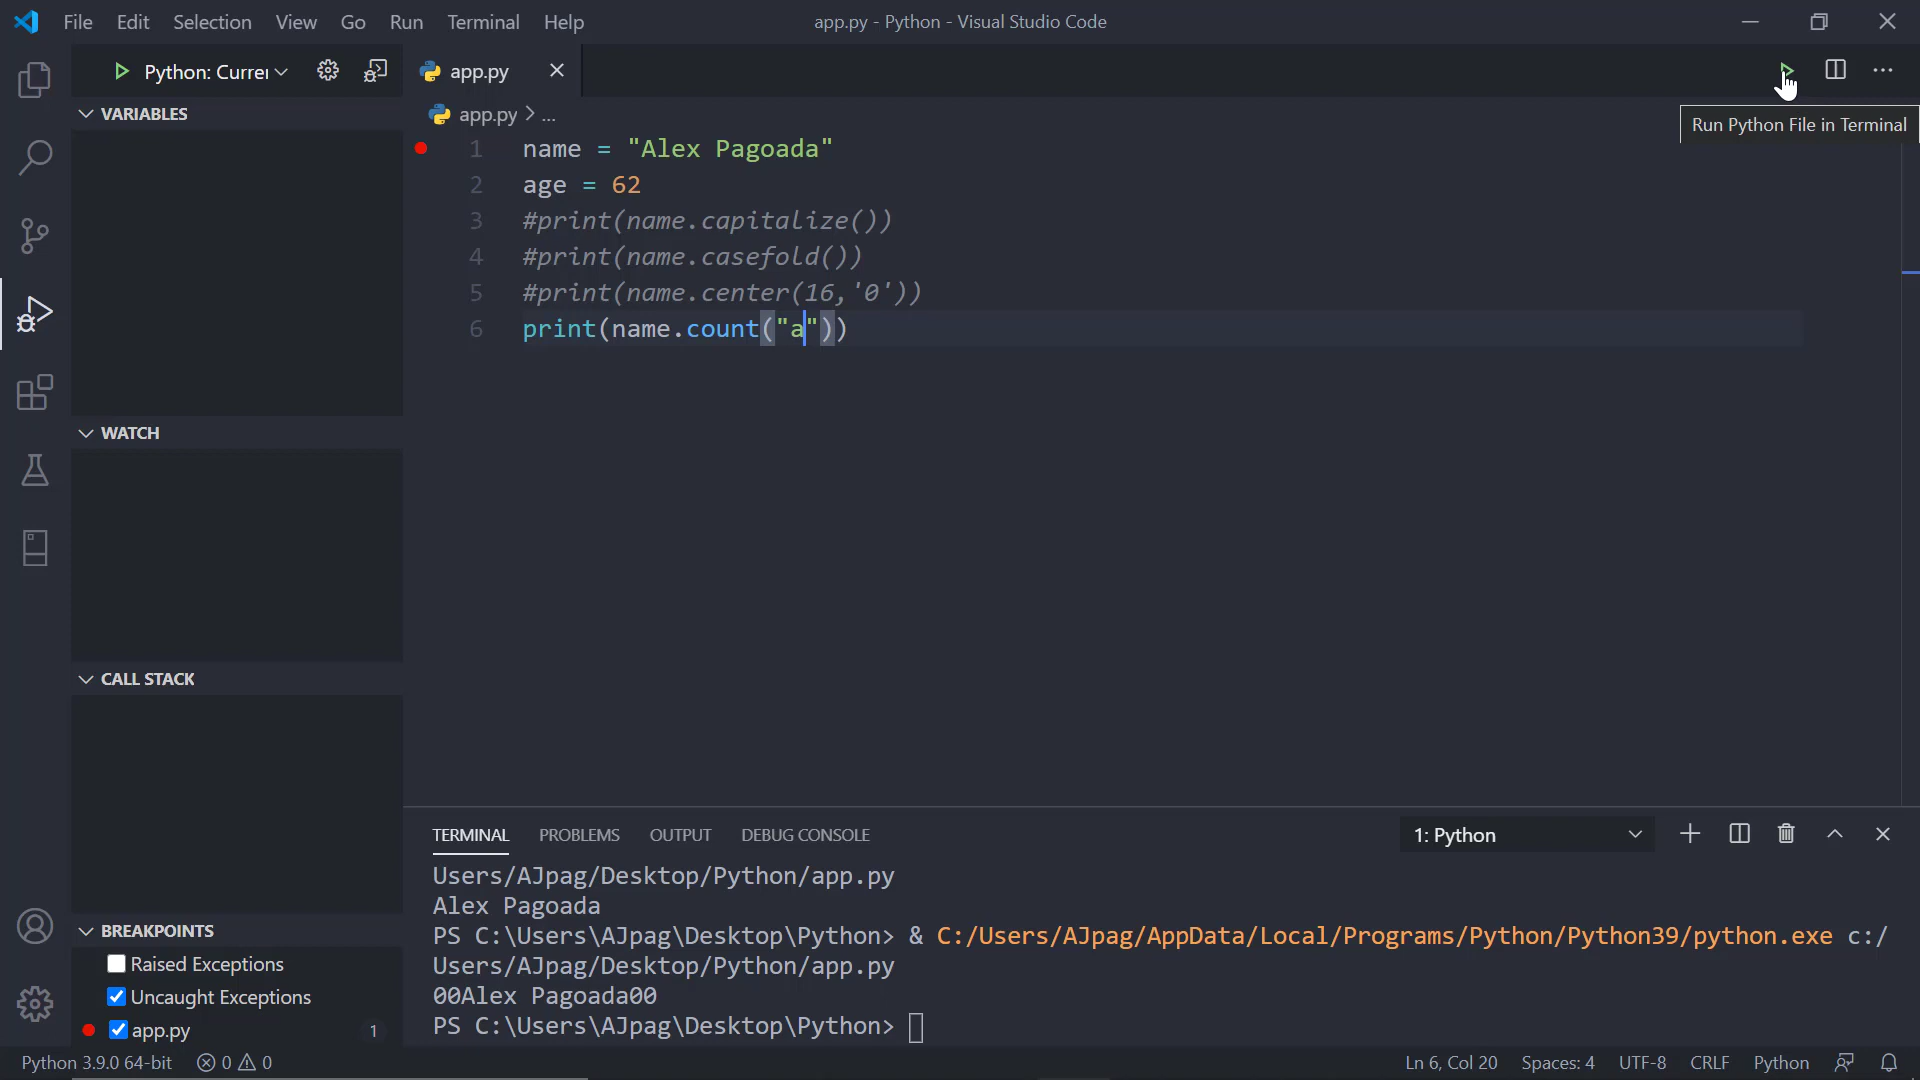 File Edit Selection View Go Run Terminal Help
app.py - Python - Visual Studio Code
Python: Curre
app.py
Run Python File in Terminal
VARIABLES
WATCH
CALL STACK
BREAKPOINTS
Raised Exceptions
Uncaught Exceptions
app.py 1
app.py > ...
1 name = "Alex Pagoada"
2 age = 62
3 #print(name.capitalize())
4 #print(name.casefold())
5 #print(name.center(16,'0'))
6 print(name.count("a"))
TERMINAL PROBLEMS OUTPUT DEBUG CONSOLE
1: Python
Users/AJpag/Desktop/Python/app.py
Alex Pagoada
PS C:\Users\AJpag\Desktop\Python> & C:/Users/AJpag/AppData/Local/Programs/Python/Python39/python.exe c:/
Users/AJpag/Desktop/Python/app.py
00Alex Pagoada00
PS C:\Users\AJpag\Desktop\Python>
Python 3.9.0 64-bit 0 0
Ln 6, Col 20 Spaces: 4 UTF-8 CRLF Python